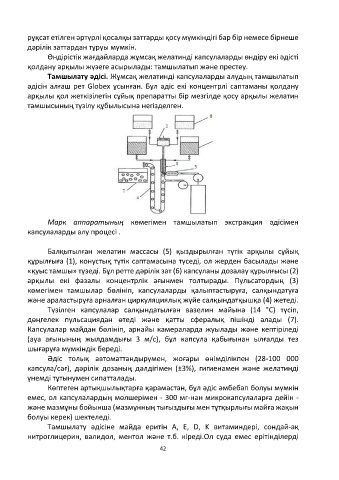 рұқсат етілген әртүрлі қосалқы заттарды қосу мүмкіндігі бар бір немесе бірнеше
дәрілік заттардан тұруы мүмкін.
Өндірістік жағдайларда жұмсақ желатинді капсулаларды өндіру екі әдісті
қолдану арқылы жүзеге асырылады: тамшылатып және престеу.
Тамшылату әдісі. Жұмсақ желатинді капсулаларды алудың тамшылатып
әдісін алғаш рет Globex ұсынған. Бұл әдіс екі концентрлі саптаманы қолдану
арқылы қол жеткізілетін сұйық препаратты бір мезгілде қосу арқылы желатин
тамшысының түзілу құбылысына негізделген.
Марк аппаратының көмегімен тамшылатып экстракция әдісімен
капсулаларды алу процесі .
Балқытылған желатин массасы (5) қыздырылған түтік арқылы сұйық
құрылғыға (1), конустық түтік саптамасына түседі, ол жерден басылады және
«қуыс тамшы» түзеді. Бұл ретте дәрілік зат (6) капсуланы дозалау құрылғысы (2)
арқылы екі фазалы концентрлік ағынмен толтырады. Пульсатордың (3)
көмегімен тамшылар бөлініп, капсулаларды қалыптастыруға, салқындатуға
және араластыруға арналған циркуляциялық жүйе салқындатқышқа (4) жетеді.
Түзілген капсулалар салқындатылған вазелин майына (14 °C) түсіп,
дөңгелек пульсациядан өтеді және қатты сфералық пішінді алады (7).
Капсулалар майдан бөлініп, арнайы камераларда жуылады және кептіріледі
(ауа ағынының жылдамдығы 3 м/с), бұл капсула қабығынан ылғалды тез
шығаруға мүмкіндік береді.
Әдіс толық автоматтандырумен, жоғары өнімділікпен (28-100 000
капсула/сағ), дәрілік дозаның дәлдігімен (±3%), гигиенамен және желатинді
үнемді тұтынумен сипатталады.
Көптеген артықшылықтарға қарамастан, бұл әдіс әмбебап болуы мүмкін
емес, ол капсулалардың мөлшерімен - 300 мг-нан микрокапсулаларға дейін -
және мазмұны бойынша (мазмұнның тығыздығы мен тұтқырлығы майға жақын
болуы керек) шектеледі.
Тамшылату әдісіне майда еритін A, E, D, K витаминдері, сондай-ақ
нитроглицерин, валидол, ментол және т.б. кіреді.Ол суда емес ерітінділерді
42